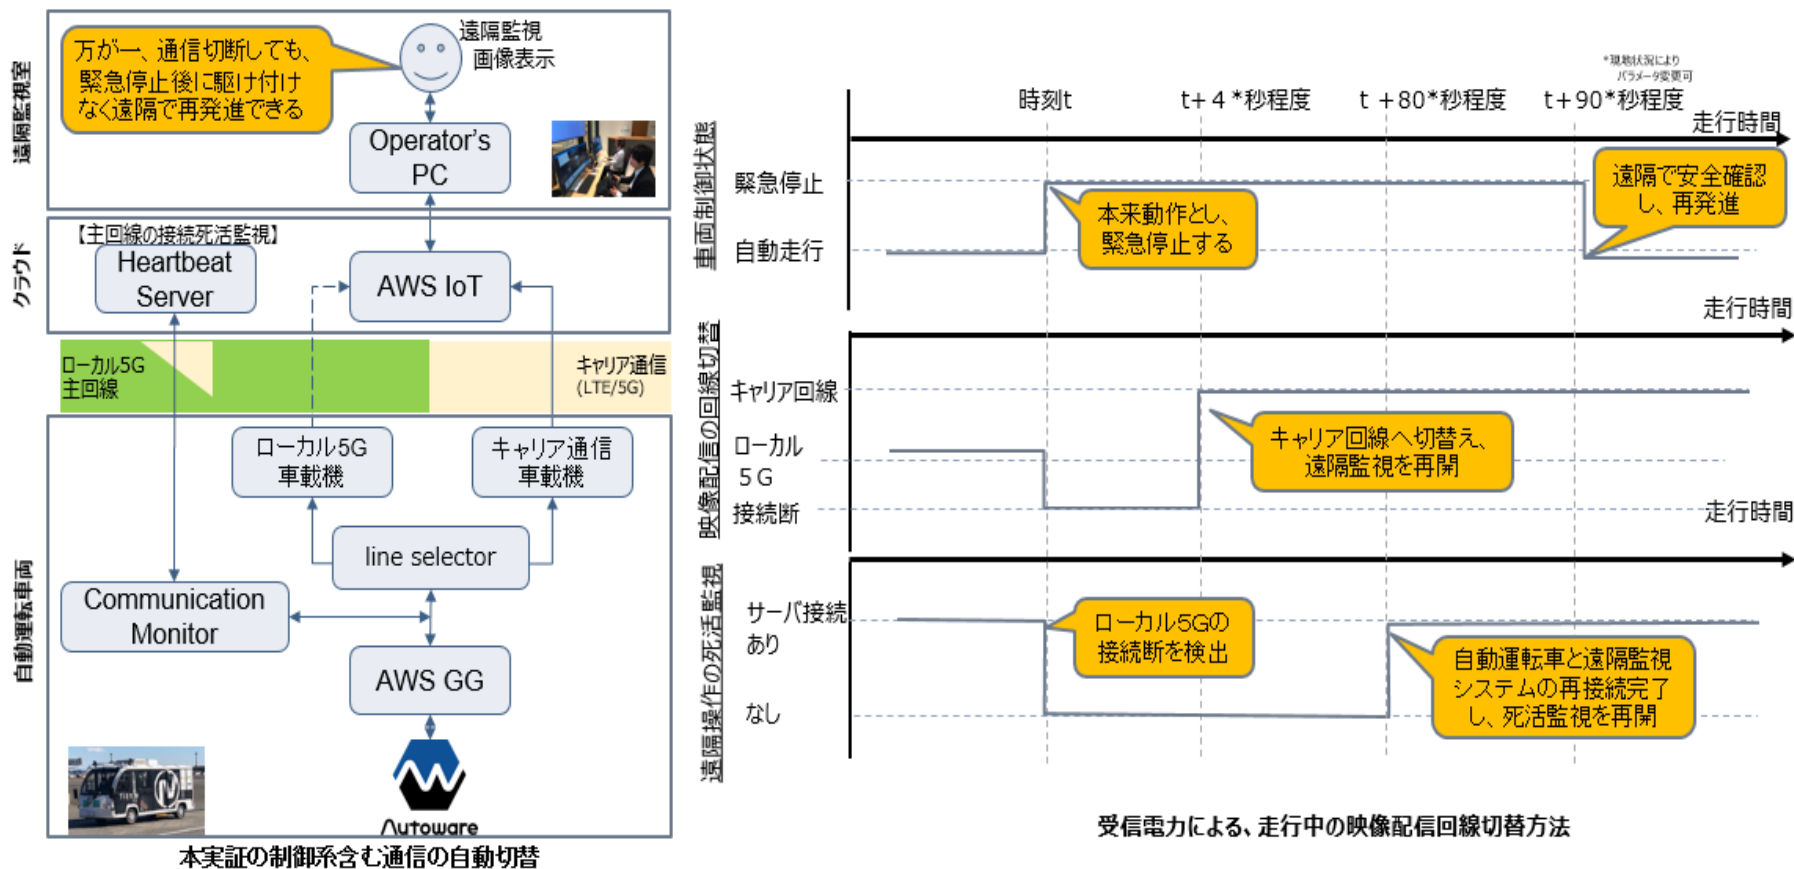 遠隔監視室
万が一、通信切断しても、
緊急停止後に駆け付け
なく遠隔で再発進できる
遠隔監視
画像表示
Operator's
PC
クラウド
【主回線の接続死活監視】
Heartbeat
Server
AWS IoT
ローカル5G
主回線
キャリア通信
(LTE/5G)
自動運転車両
ローカル5G
車載機
キャリア通信
車載機
line selector
Communication
Monitor
AWS GG
Autoware
本実証の制御系含む通信の自動切替
*現地状況により
パラメータ変更可
時刻t
t+４*秒程度
t +80*秒程度
t+90*秒程度
走行時間
車両制御状態
緊急停止
自動走行
本来動作とし、
緊急停止する
遠隔で安全確認
し、再発進
走行時間
映像配信の回線切替
キャリア回線
ローカル
５G
接続断
キャリア回線へ切替え、
遠隔監視を再開
走行時間
遠隔操作の死活監視
サーバ接続
あり
なし
ローカル5Gの
接続断を検出
自動運転車と遠隔監視
システムの再接続完了
し、死活監視を再開
受信電力による、走行中の映像配信回線切替方法